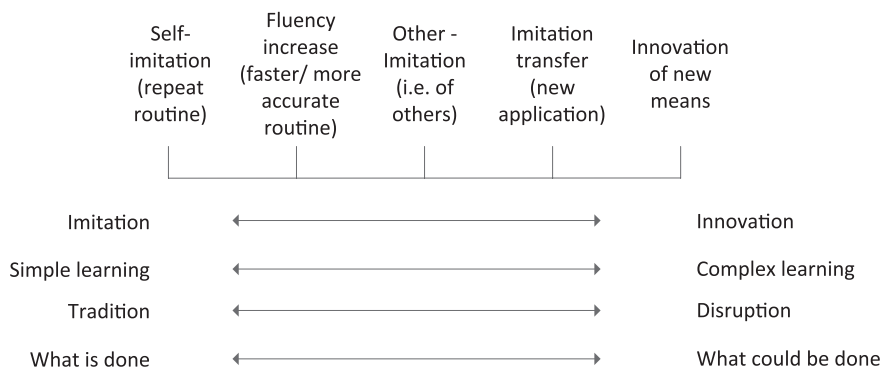 Self-
imitation
(repeat
routine)
Fluency
increase
(faster/ more
accurate
routine)
Other -
Imitation
(i.e. of
others)
Imitation
transfer
(new
application)
Innovation
of new
means
Imitation
Innovation
Simple learning
Complex learning
Tradition
Disruption
What is done
What could be done